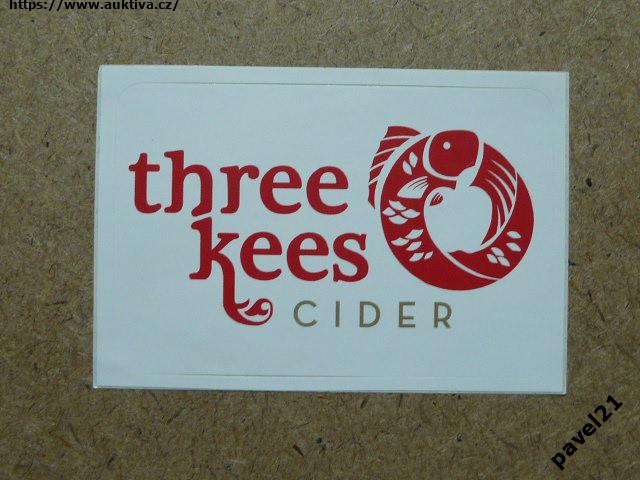 https://www.auktiva.cz/
three
kees
CIDER
pavel21